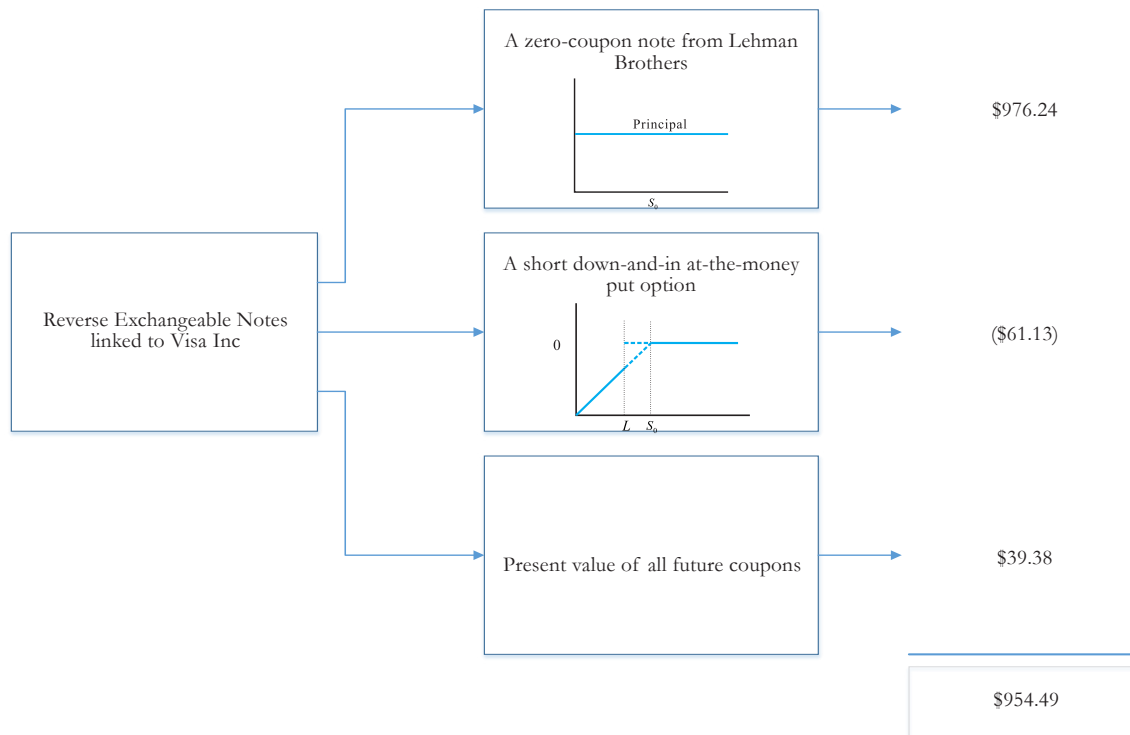 A zero-coupon note from Lehman
Brothers
Principal
S₀
$976.24
Reverse Exchangeable Notes
linked to Visa Inc
A short down-and-in at-the-money
put option
0
L S₀
($61.13)
Present value of all future coupons
$39.38
$954.49